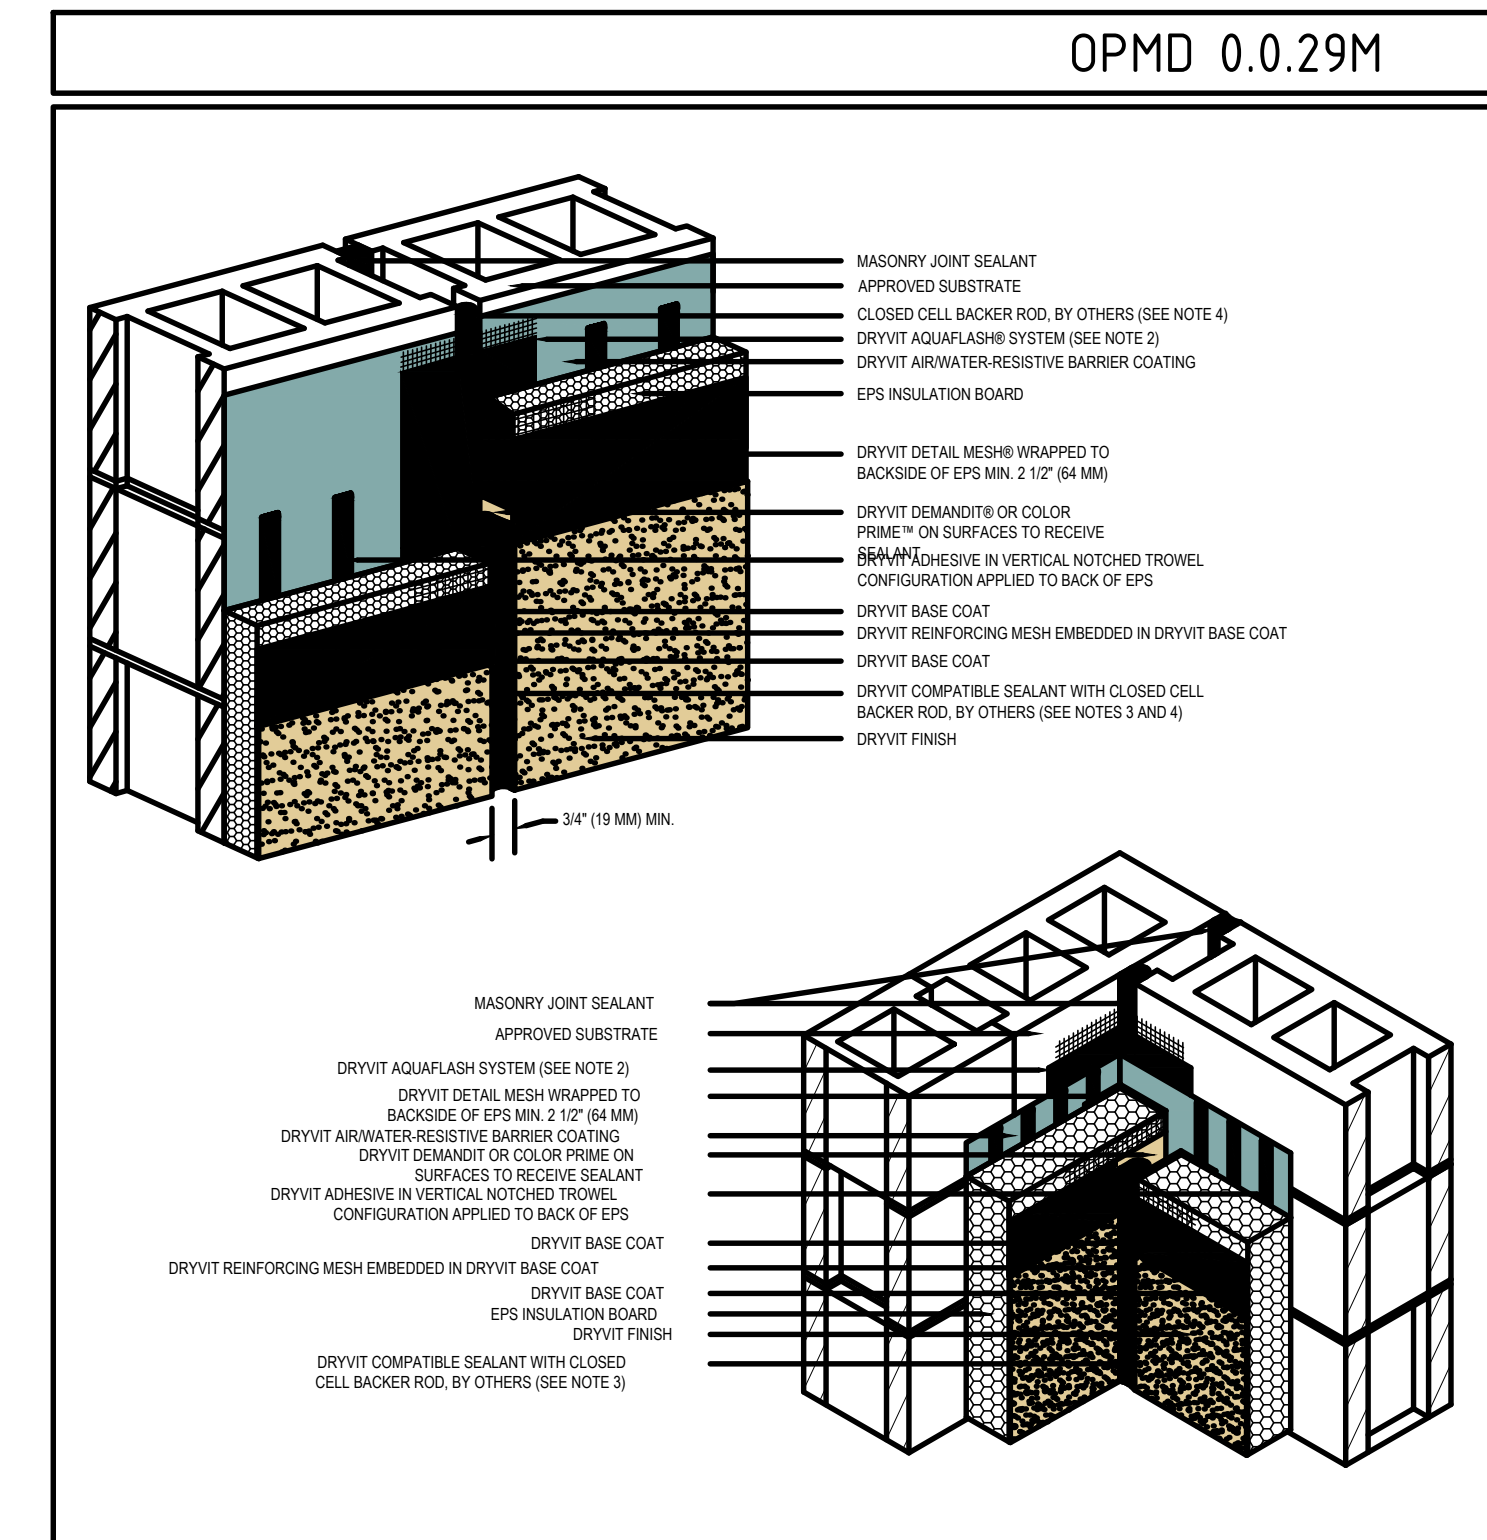 OPMD 0.0.29M
MASONRY JOINT SEALANT
APPROVED SUBSTRATE
CLOSED CELL BACKER ROD, BY OTHERS (SEE NOTE 4)
DRYVIT AQUAFLASH® SYSTEM (SEE NOTE 2)
DRYVIT AIR/WATER-RESISTIVE BARRIER COATING
EPS INSULATION BOARD
DRYVIT DETAIL MESH® WRAPPED TO
BACKSIDE OF EPS MIN. 2 1/2" (64 MM)
DRYVIT DEMANDIT® OR COLOR
PRIME™ ON SURFACES TO RECEIVE
SEALANT
DRYVIT ADHESIVE IN VERTICAL NOTCHED TROWEL
CONFIGURATION APPLIED TO BACK OF EPS
DRYVIT BASE COAT
DRYVIT REINFORCING MESH EMBEDDED IN DRYVIT BASE COAT
DRYVIT BASE COAT
DRYVIT COMPATIBLE SEALANT WITH CLOSED CELL
BACKER ROD, BY OTHERS (SEE NOTES 3 AND 4)
DRYVIT FINISH
3/4" (19 MM) MIN.
MASONRY JOINT SEALANT
APPROVED SUBSTRATE
DRYVIT AQUAFLASH SYSTEM (SEE NOTE 2)
DRYVIT DETAIL MESH WRAPPED TO
BACKSIDE OF EPS MIN. 2 1/2" (64 MM)
DRYVIT AIR/WATER-RESISTIVE BARRIER COATING
DRYVIT DEMANDIT OR COLOR PRIME ON
SURFACES TO RECEIVE SEALANT
DRYVIT ADHESIVE IN VERTICAL NOTCHED TROWEL
CONFIGURATION APPLIED TO BACK OF EPS
DRYVIT BASE COAT
DRYVIT REINFORCING MESH EMBEDDED IN DRYVIT BASE COAT
DRYVIT BASE COAT
EPS INSULATION BOARD
DRYVIT FINISH
DRYVIT COMPATIBLE SEALANT WITH CLOSED
CELL BACKER ROD, BY OTHERS (SEE NOTE 3)